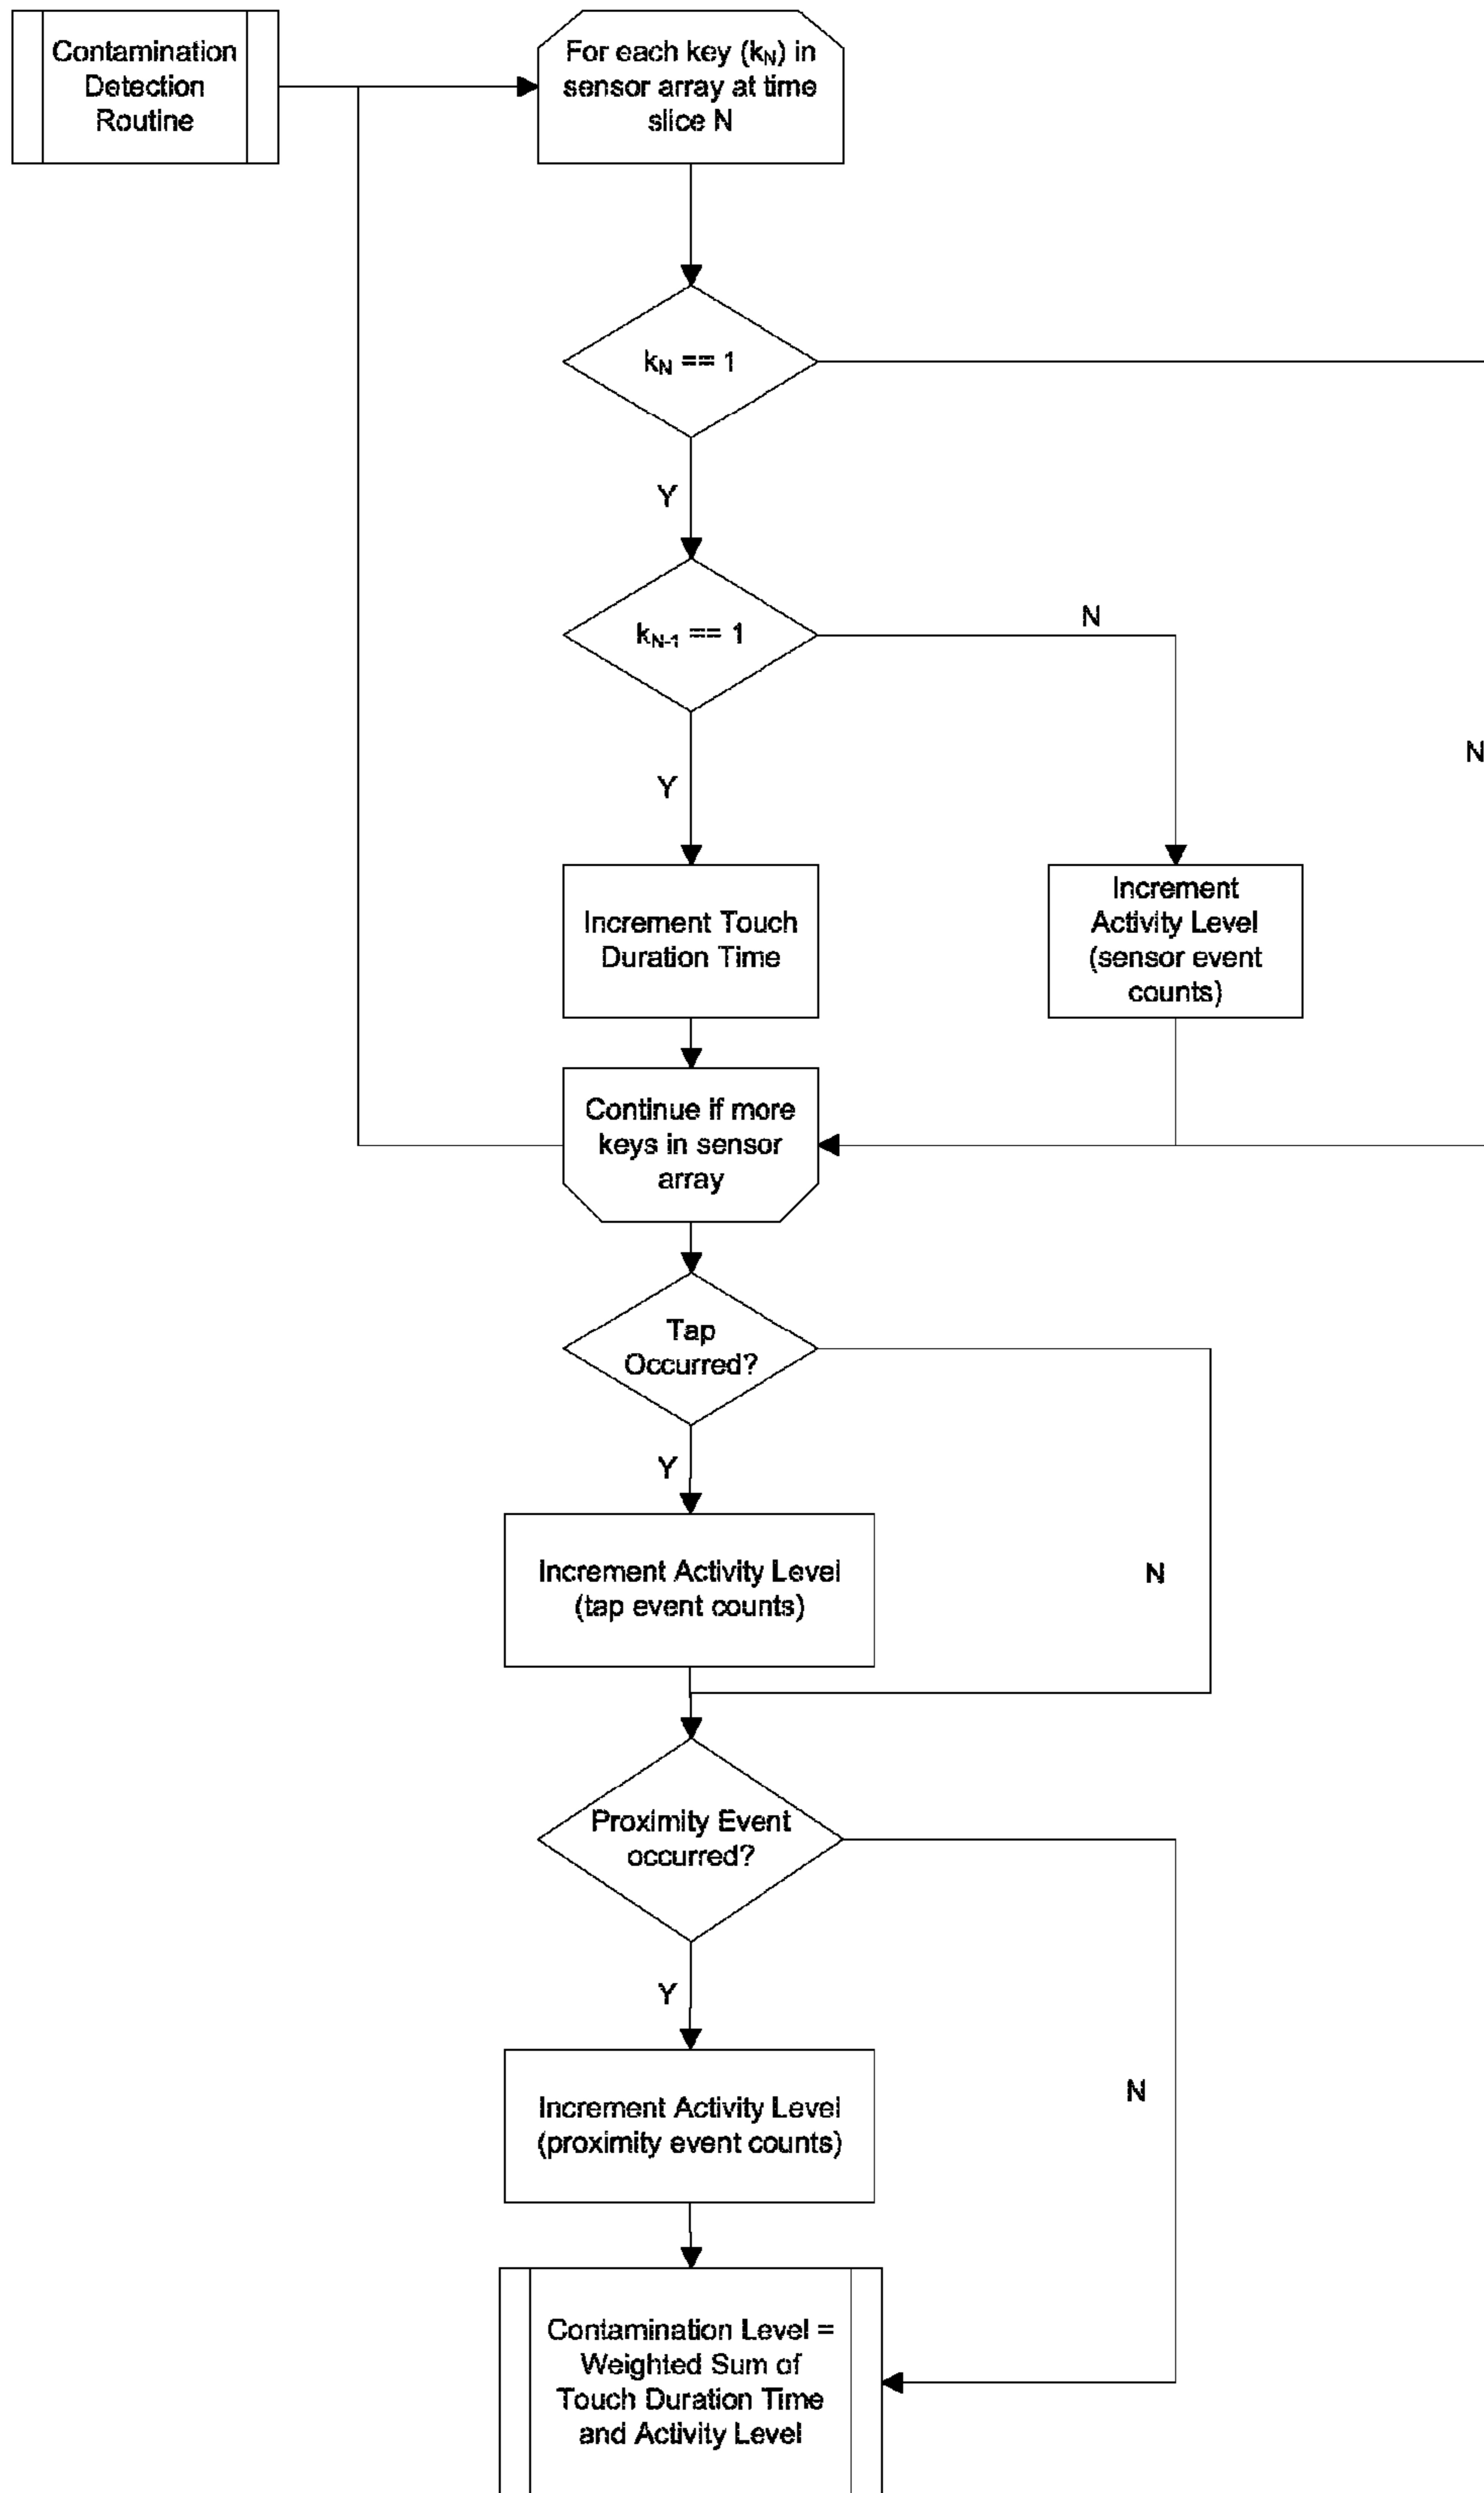 Contamination
Detection
Routine
For each key (kN) in
sensor array at time
slice N
kN == 1
Y
kN-1 == 1
N
N
Y
Increment Touch
Duration Time
Increment
Activity Level
(sensor event
counts)
Continue if more
keys in sensor
array
Tap
Occurred?
Y
Increment Activity Level
(tap event counts)
N
Proximity Event
occurred?
Y
Increment Activity Level
(proximity event counts)
N
Contamination Level =
Weighted Sum of
Touch Duration Time
and Activity Level